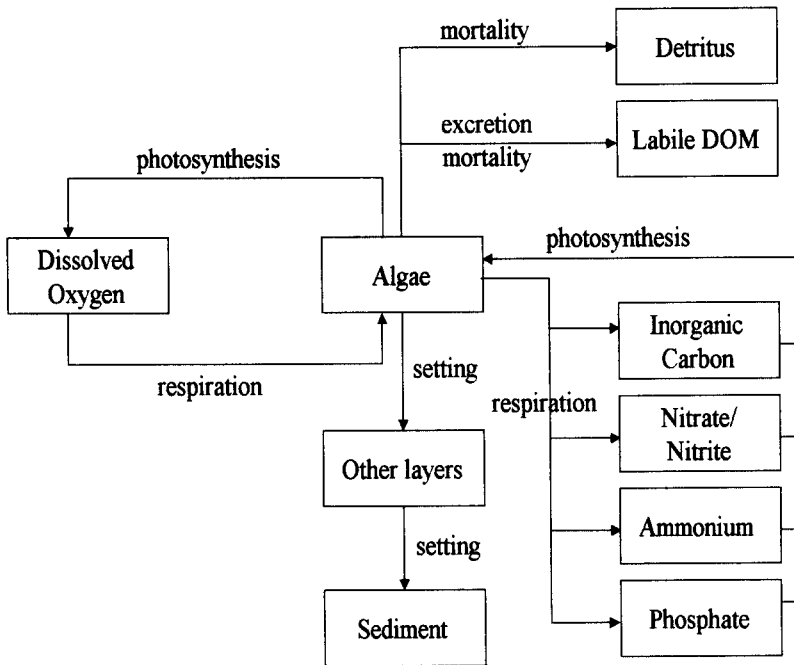 mortality
Detritus
excretion
mortality
Labile DOM
photosynthesis
photosynthesis
Dissolved
Oxygen
Algae
Inorganic
Carbon
respiration
setting
respiration
Nitrate/
Nitrite
Other layers
Ammonium
setting
Phosphate
Sediment